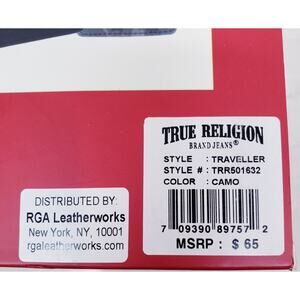 TRUE RELIGION
BRAND JEANS®
STYLE : TRAVELLER
STYLE # : TRR501632
COLOR : CAMO
7 09390 89757 2
MSRP : $ 65
DISTRIBUTED BY:
RGA Leatherworks
New York, NY, 10001
rgaleatherworks.com